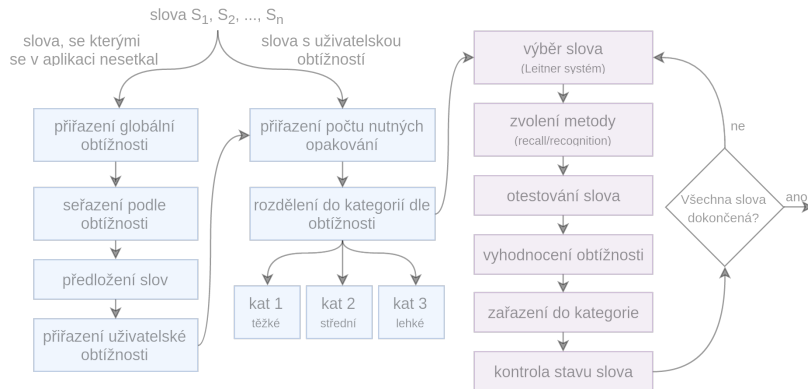 slova S1, S2, ..., Sn
slova, se kterými
se v aplikaci nesetkal
slova s uživatelskou
obtížností
přiřazení globální
obtížnosti
seřazení podle
obtížnosti
předložení slov
přiřazení uživatelské
obtížnosti
přiřazení počtu nutných
opakování
rozdělení do kategorií dle
obtížnosti
kat 1
těžké
kat 2
střední
kat 3
lehké
výběr slova
(Leitner systém)
zvolení metody
(recall/recognition)
otestování slova
vyhodnocení obtížnosti
zařazení do kategorie
kontrola stavu slova
ne
Všechna slova
dokončená?
ano